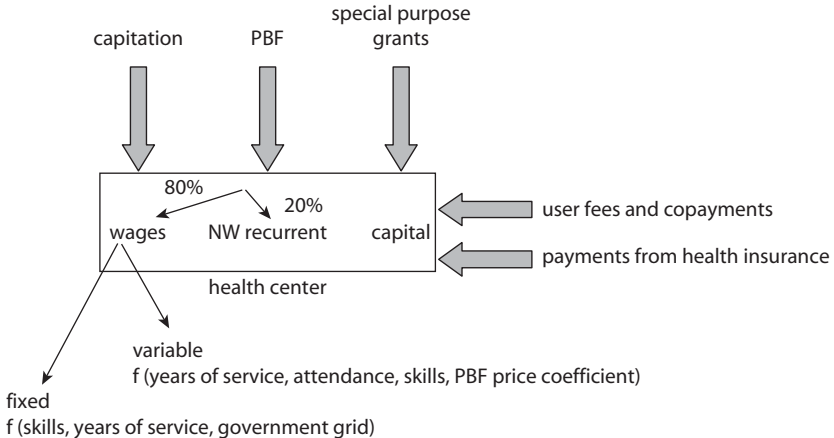 special purpose
capitation PBF grants
80%
20%
wages NW recurrent capital
user fees and copayments
payments from health insurance
health center
variable
f (years of service, attendance, skills, PBF price coefficient)
fixed
f (skills, years of service, government grid)